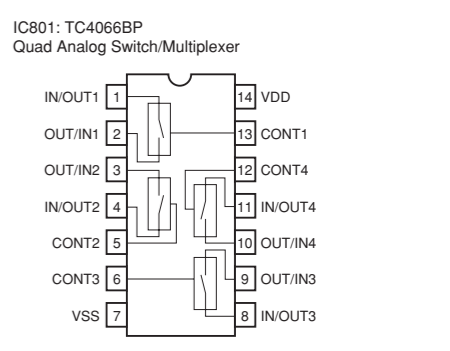 IC801: TC4066BP
Quad Analog Switch/Multiplexer
IN/OUT1 1 14 VDD
OUT/IN1 2 13 CONT1
OUT/IN2 3 12 CONT4
IN/OUT2 4 11 IN/OUT4
CONT2 5 10 OUT/IN4
CONT3 6 9 OUT/IN3
VSS 7 8 IN/OUT3